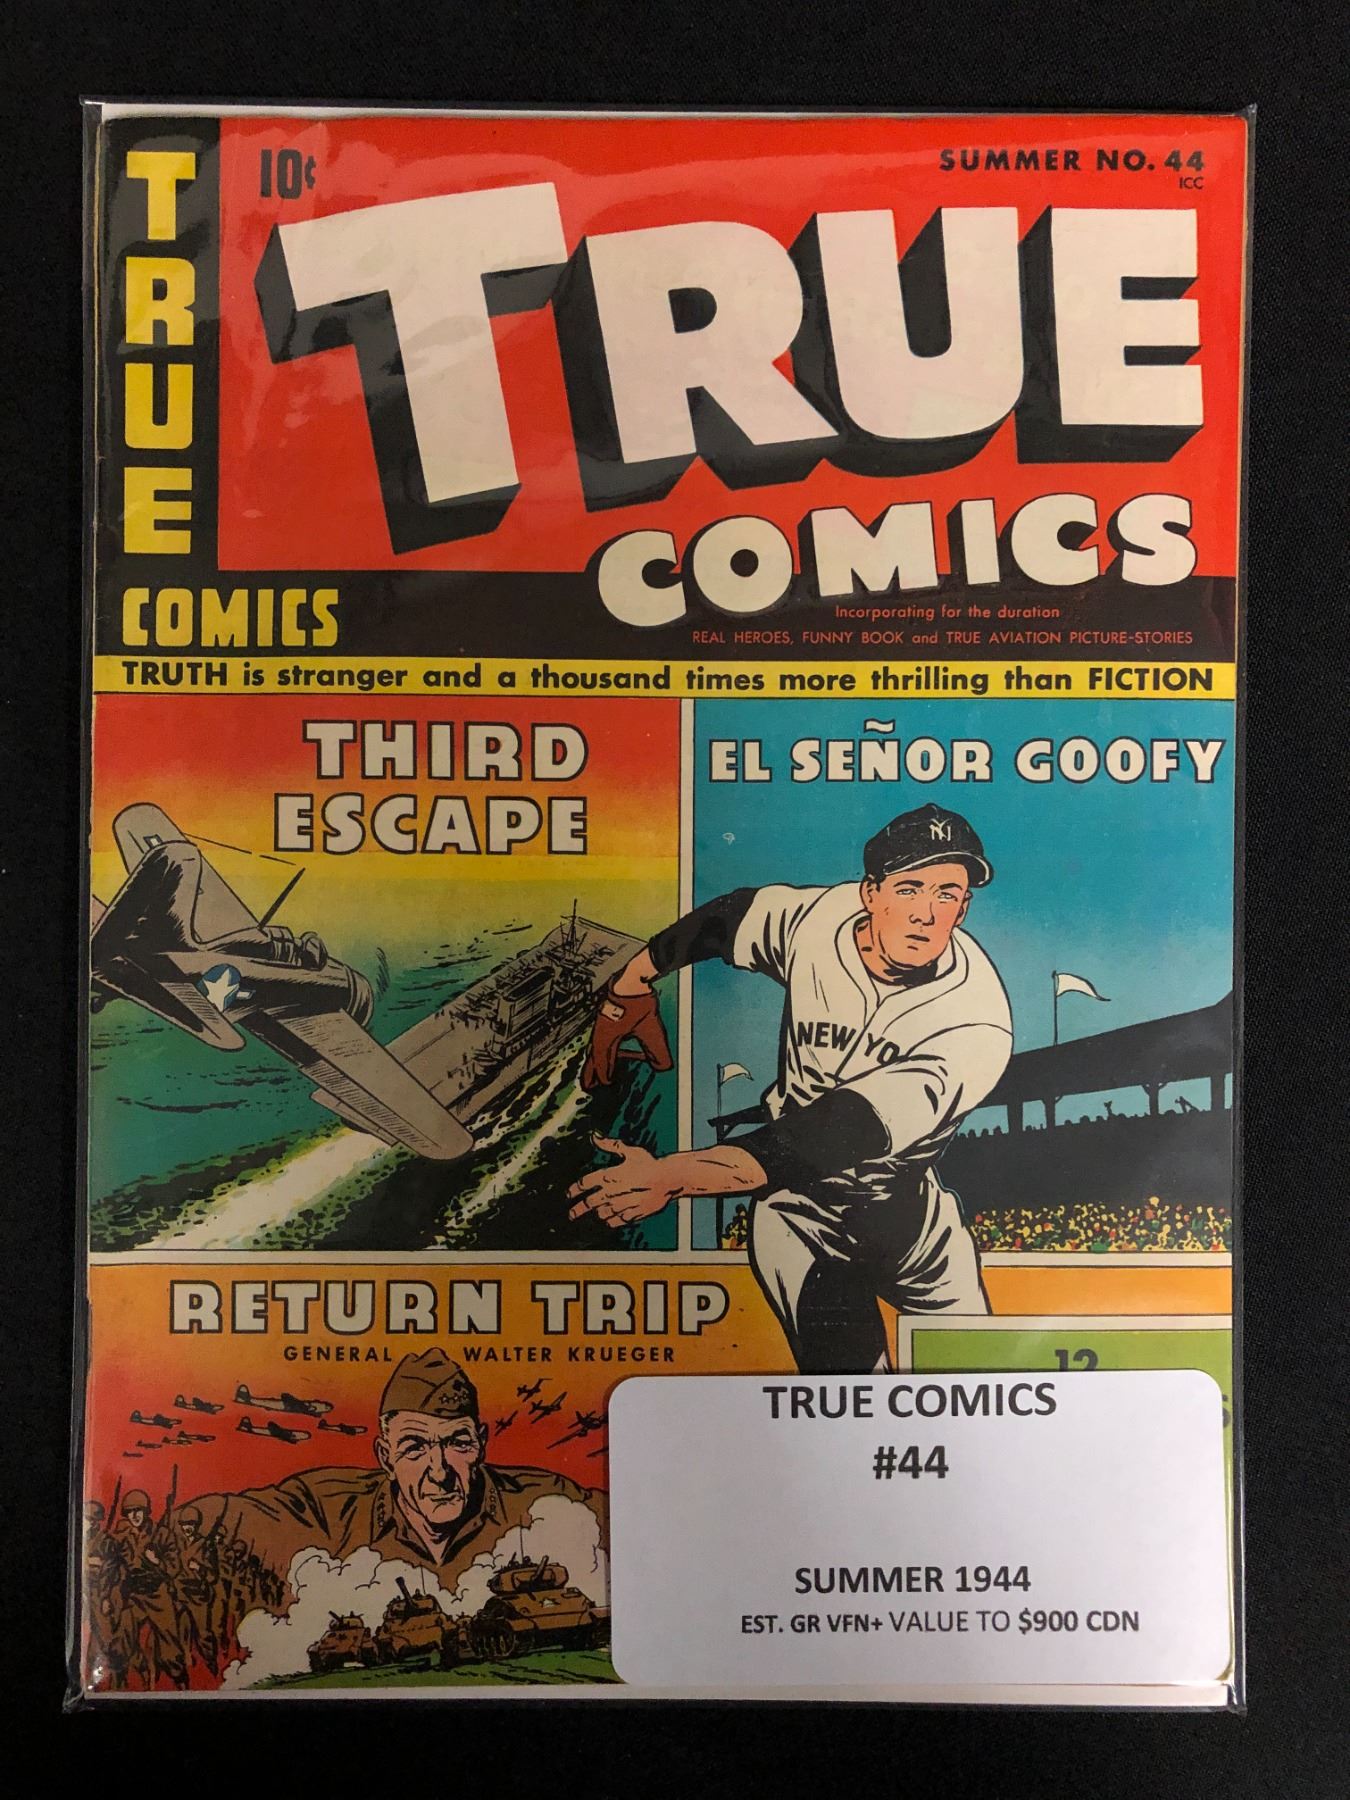 TRUE
COMICS
10¢
SUMMER NO. 44
ICC
TRUE
COMICS
Incorporating for the duration
REAL HEROES, FUNNY BOOK and TRUE AVIATION PICTURE-STORIES
TRUTH is stranger and a thousand times more thrilling than FICTION
THIRD
ESCAPE
EL SEÑOR GOOFY
NY
NEW YO
RETURN TRIP
GENERAL WALTER KRUEGER
12
TRUE COMICS
#44
SUMMER 1944
EST. GR VFN+ VALUE TO $900 CDN